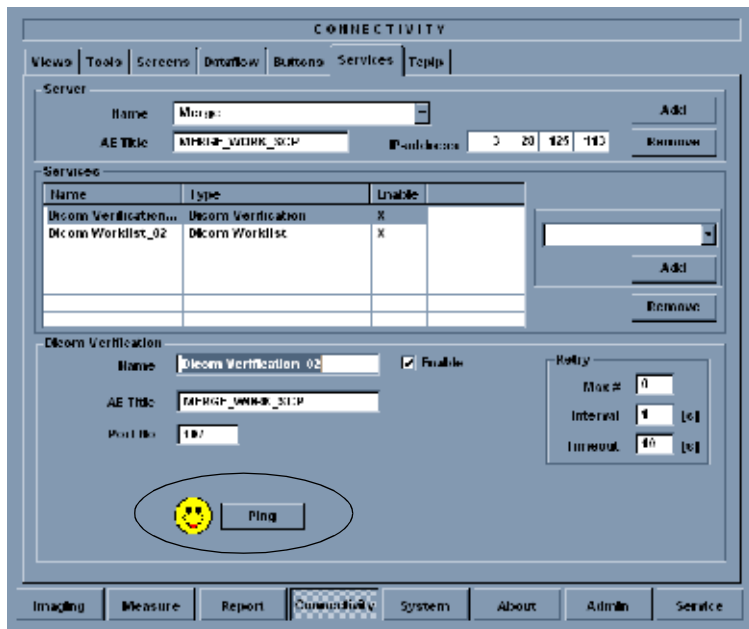 CONNECTIVITY
Views Tools Screens Dataflow Buttons Services Tcpip
Server
Name Merge Add
AE Title MERGE_WORK_SCP IP-address 3 28 125 Remove
Services
Name Type Enable
Dicom Verification... Dicom Verification X
Dicom Worklist_02 Dicom Worklist X
Add
Remove
Dicom Verification
Name Dicom Verification_02 Enable Retry
Max # 0
AE Title MERGE_WORK_SCP
Interval 1 [s]
Port No 107
Timeout 10 [s]
Ping
Imaging Measure Report Connectivity System About Admin Service